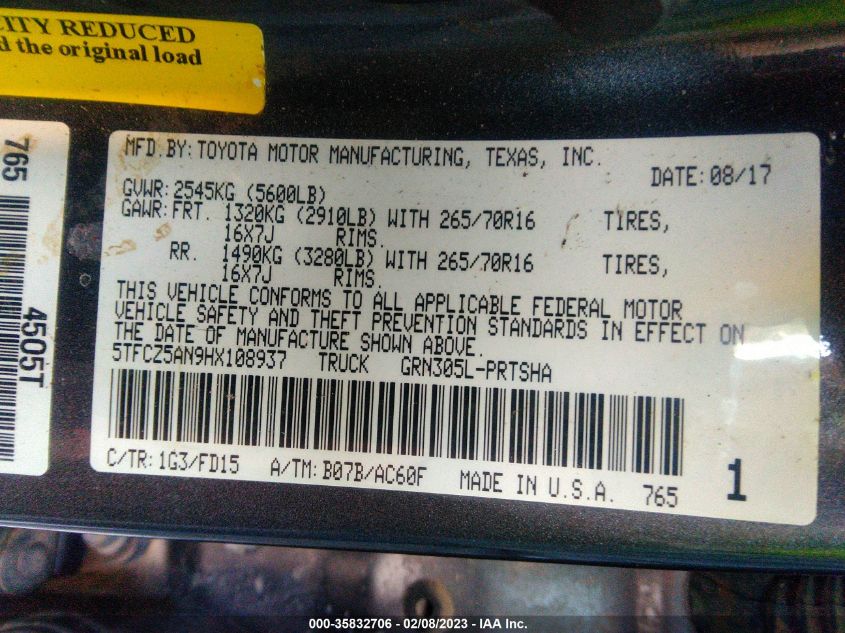 ITY REDUCED
the original load
765
4505T
MFD.BY: TOYOTA MOTOR MANUFACTURING, TEXAS, INC.
DATE: 08/17
GVWR: 2545KG (5600LB)
GAWR: FRT. 1320KG (2910LB) WITH 265/70R16 TIRES,
16X7J RIMS.
RR. 1490KG (3280LB) WITH 265/70R16 TIRES,
16X7J RIMS.
THIS VEHICLE CONFORMS TO ALL APPLICABLE FEDERAL MOTOR
VEHICLE SAFETY AND THEFT PREVENTION STANDARDS IN EFFECT ON
THE DATE OF MANUFACTURE SHOWN ABOVE.
5TFCZ5AN9HX108937 TRUCK GRN305L-PRTSHA
C/TR: 1G3/FD15 A/TM: B07B/AC60F MADE IN U.S.A. 765
1
000-35832706 - 02/08/2023 - IAA Inc.